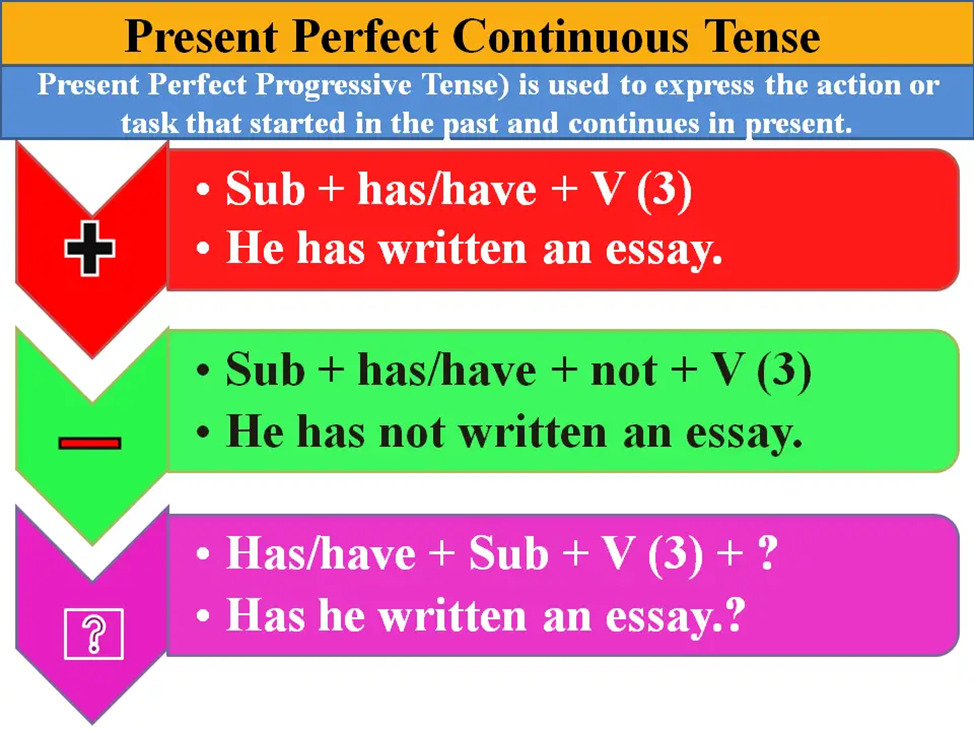 Present Perfect Continuous Tense
Present Perfect Progressive Tense) is used to express the action or
task that started in the past and continues in present.
• Sub + has/have + V (3)
• He has written an essay.
• Sub + has/have + not + V (3)
• He has not written an essay.
• Has/have + Sub + V (3) + ?
• Has he written an essay.?
?